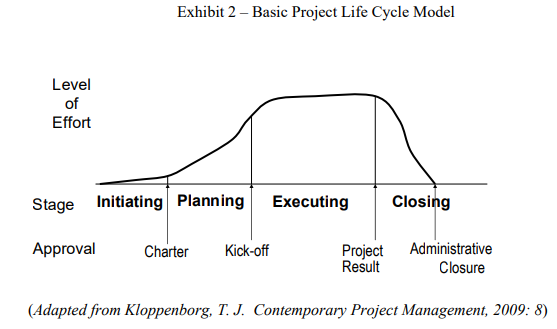 Exhibit 2 – Basic Project Life Cycle Model
Level
of
Effort
Stage Initiating Planning Executing Closing
Approval Charter Kick-off Project Result Administrative Closure
(Adapted from Kloppenborg, T. J. Contemporary Project Management, 2009: 8)